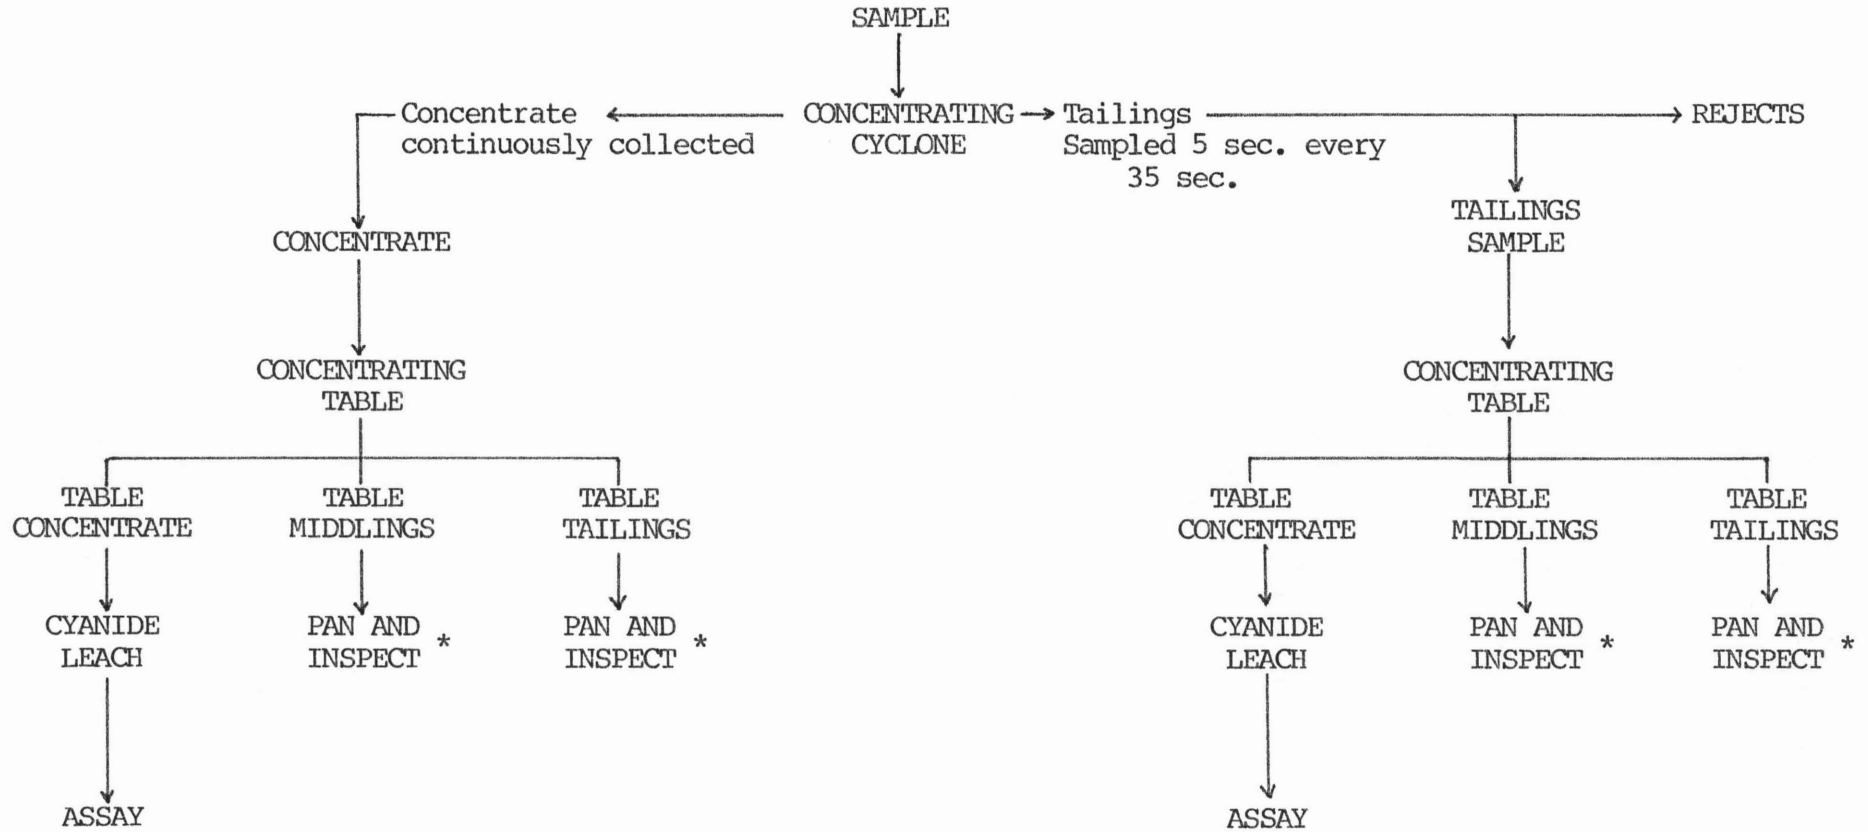 SAMPLE
Concentrate
continuously collected
CONCENTRATING
CYCLONE
Tailings
Sampled 5 sec. every
35 sec.
REJECTS
CONCENTRATE
TAILINGS
SAMPLE
CONCENTRATING
TABLE
CONCENTRATING
TABLE
TABLE
CONCENTRATE
TABLE
MIDDLINGS
TABLE
TAILINGS
TABLE
CONCENTRATE
TABLE
MIDDLINGS
TABLE
TAILINGS
CYANIDE
LEACH
PAN AND
INSPECT *
PAN AND
INSPECT *
CYANIDE
LEACH
PAN AND
INSPECT *
PAN AND
INSPECT *
ASSAY
ASSAY